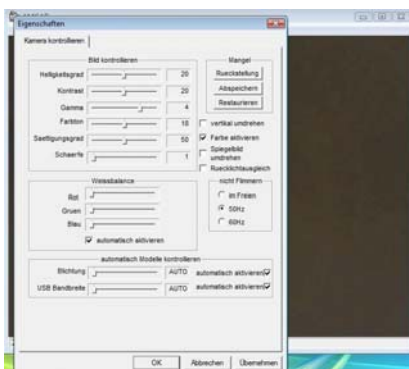 Eigenschaften
Kamera kontrollieren
Bild kontrollieren
Helligkeitsgrad 20
Kontrast 20
Gamma 4
Farbton 18
Saettigungsgrad 50
Schaerfe 1
Mangel
Rueckstellung
Abspeichern
Restaurieren
vertikal umdrehen
Farbe aktivieren
Spiegelbild
umdrehen
Ruecklichtausgleich
Weissbalance
Rot
Gruen
Blau
automatisch aktivieren
nicht Flimmern
im Freien
50Hz
60Hz
automatisch Modelle kontrollieren
Blichtung AUTO automatisch aktivieren
USB Bandbreite AUTO automatisch aktivieren
OK Abbrechen Übernehmen